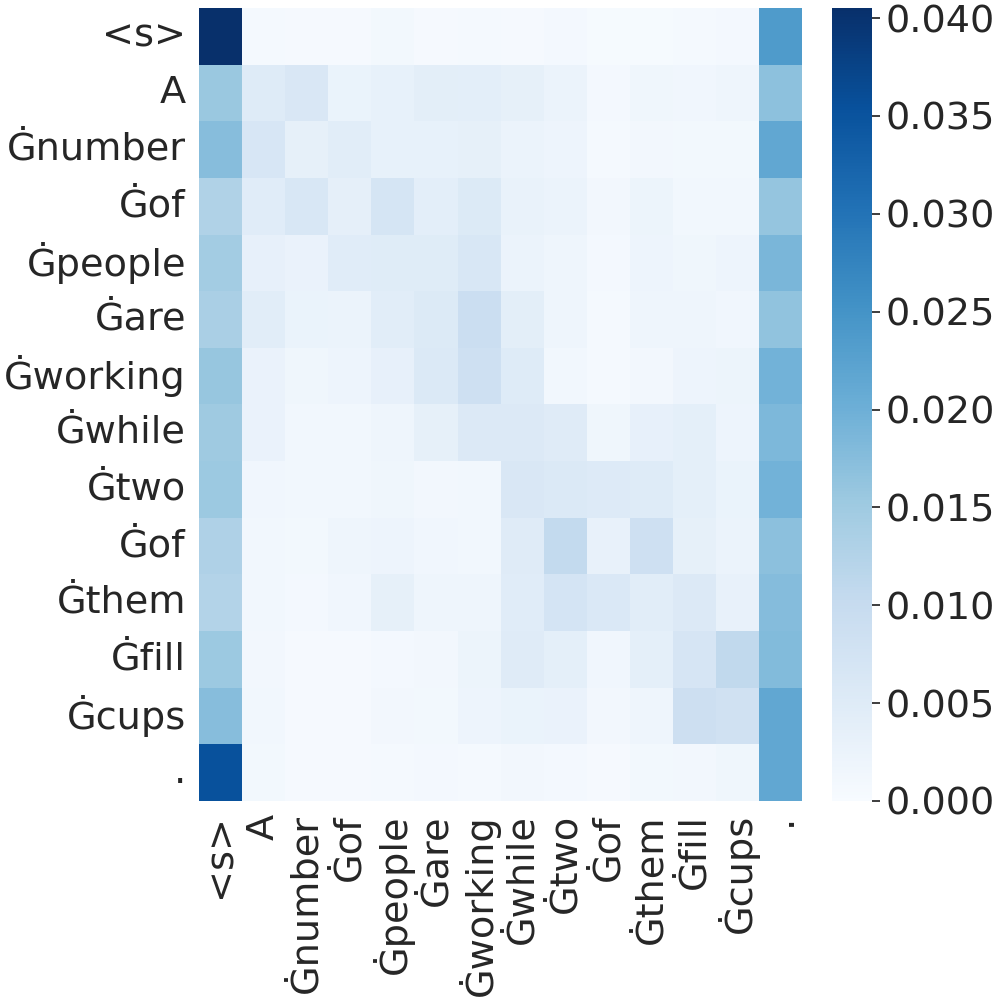 <s>
A
Ġnumber
Ġof
Ġpeople
Ġare
Ġworking
Ġwhile
Ġtwo
Ġof
Ġthem
Ġfill
Ġcups
.
<s>
A
Ġnumber
Ġof
Ġpeople
Ġare
Ġworking
Ġwhile
Ġtwo
Ġof
Ġthem
Ġfill
Ġcups
.
0.040
0.035
0.030
0.025
0.020
0.015
0.010
0.005
0.000